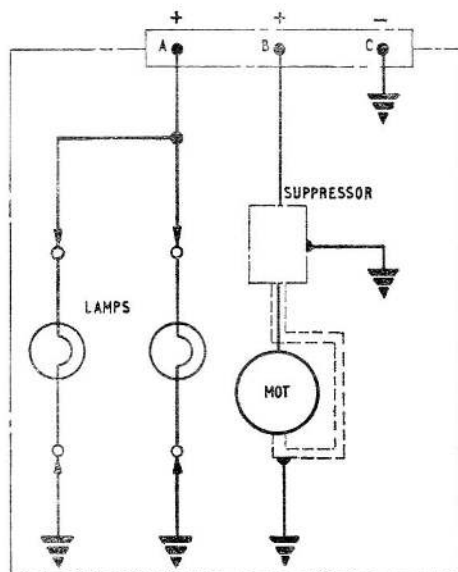 + + -
A B C
SUPPRESSOR
LAMPS
MOT